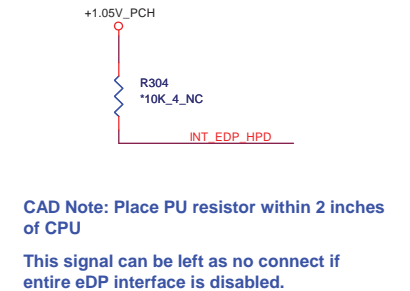 +1.05V_PCH
R304
*10K_4_NC
INT_EDP_HPD
CAD Note: Place PU resistor within 2 inches
of CPU
This signal can be left as no connect if
entire eDP interface is disabled.